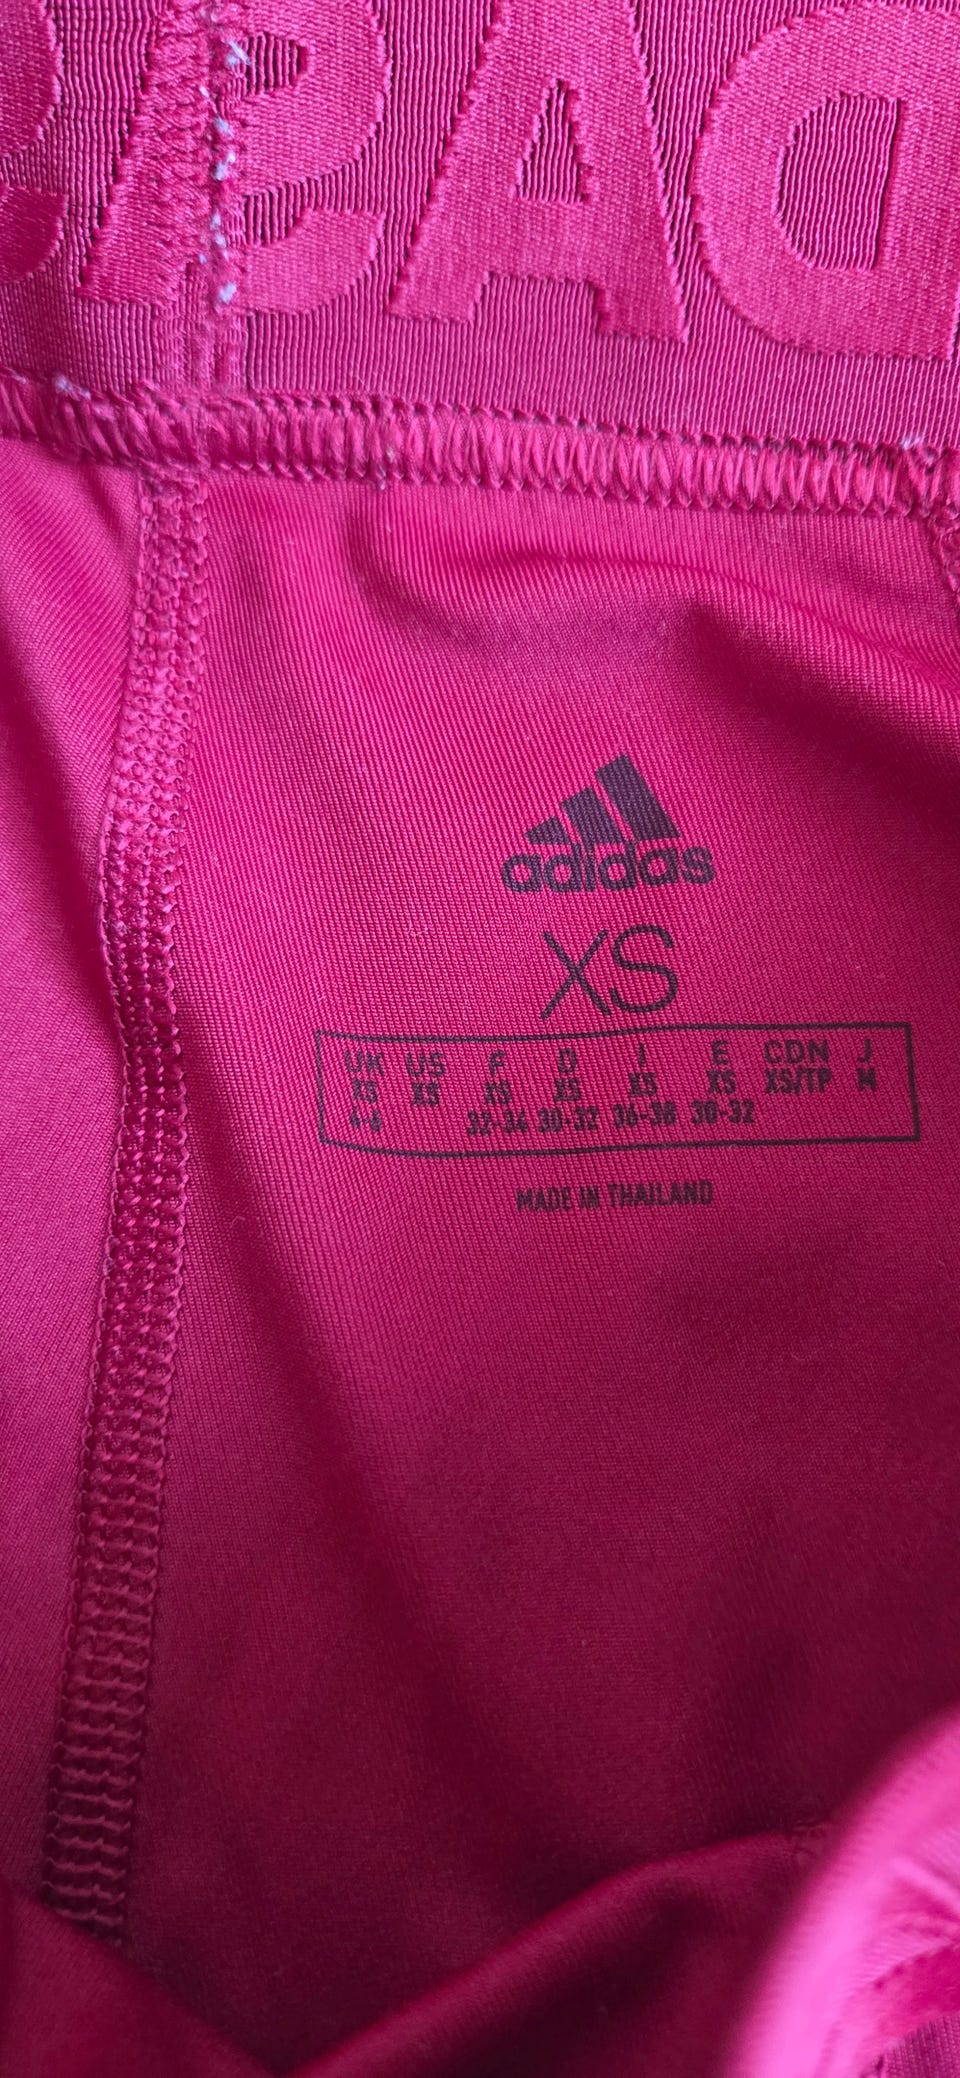 adidas
XS
UK US F D I E CDN J
XS XS XS XS XS XS XS/TP M
4-6 32-34 30-32 36-38 30-32
MADE IN THAILAND